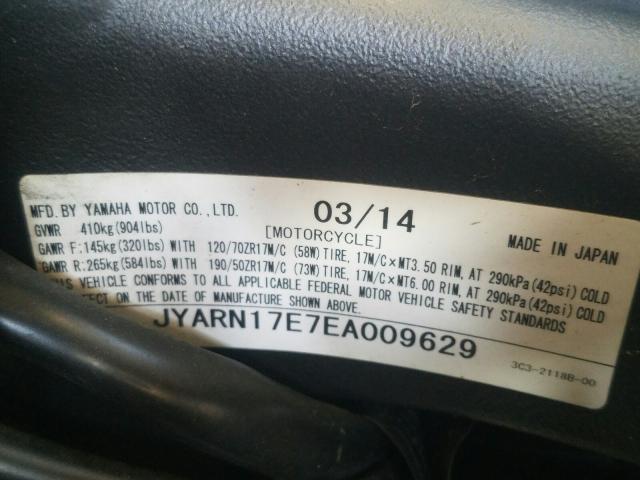 MFD. BY YAMAHA MOTOR CO., LTD. 03/14
GVWR 410kg(904lbs) [MOTORCYCLE] MADE IN JAPAN
GAWR F:145kg(320lbs) WITH 120/70ZR17M/C (58W) TIRE, 17M/C×MT3.50 RIM, AT 290kPa(42psi) COLD
GAWR R:265kg(584lbs) WITH 190/50ZR17M/C (73W) TIRE, 17M/C×MT6.00 RIM, AT 290kPa(42psi) COLD
VEHICLE CONFORMS TO ALL APPLICABLE FEDERAL MOTOR VEHICLE SAFETY STANDARDS
ON THE DATE OF MANUFACTURE SHOWN ABOVE.
JYARN17E7EA009629
3C3-2118B-00